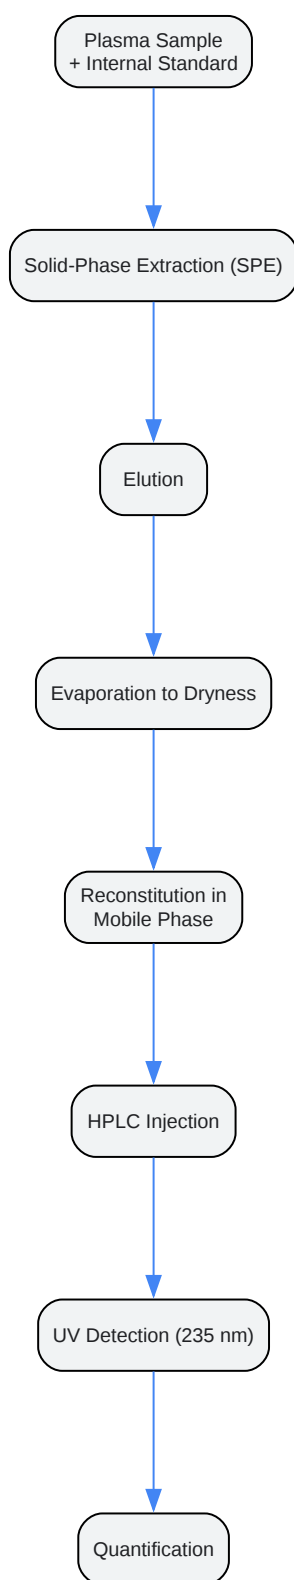 Plasma Sample
+ Internal Standard
Solid-Phase Extraction (SPE)
Elution
Evaporation to Dryness
Reconstitution in
Mobile Phase
HPLC Injection
UV Detection (235 nm)
Quantification